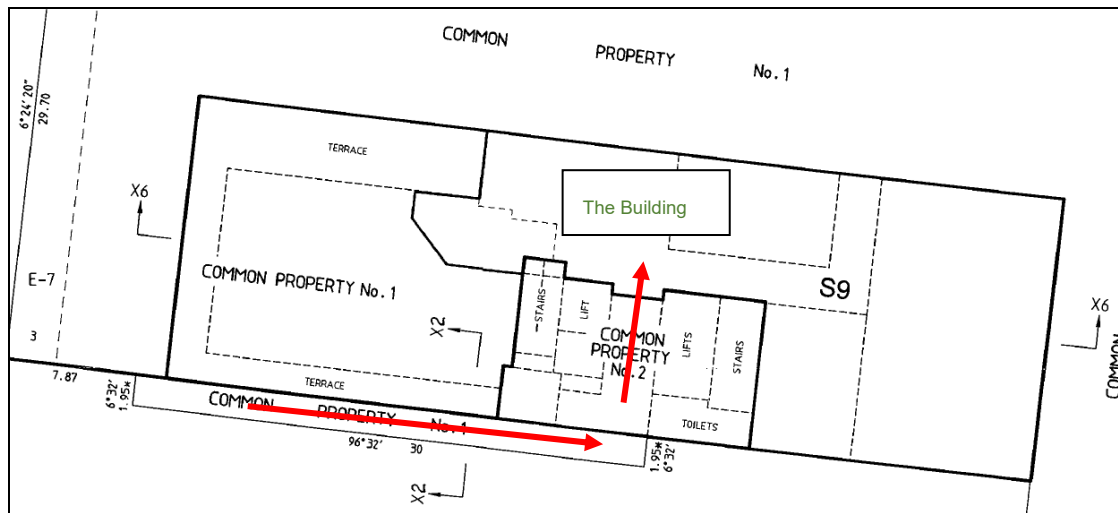 COMMON PROPERTY No.1
6°24'20"
29.70
TERRACE
X6
The Building
E-7
COMMON PROPERTY No.1
S9
STAIRS
LIFT
X2
COMMON
PROPERTY
No.2
LIFTS
STAIRS
X6
3
COMMON
7.87
TERRACE
6°32'
1.95*
COMMON PROPERTY No.1
TOILETS
96°32' 30
1.95*
6°32'
X2